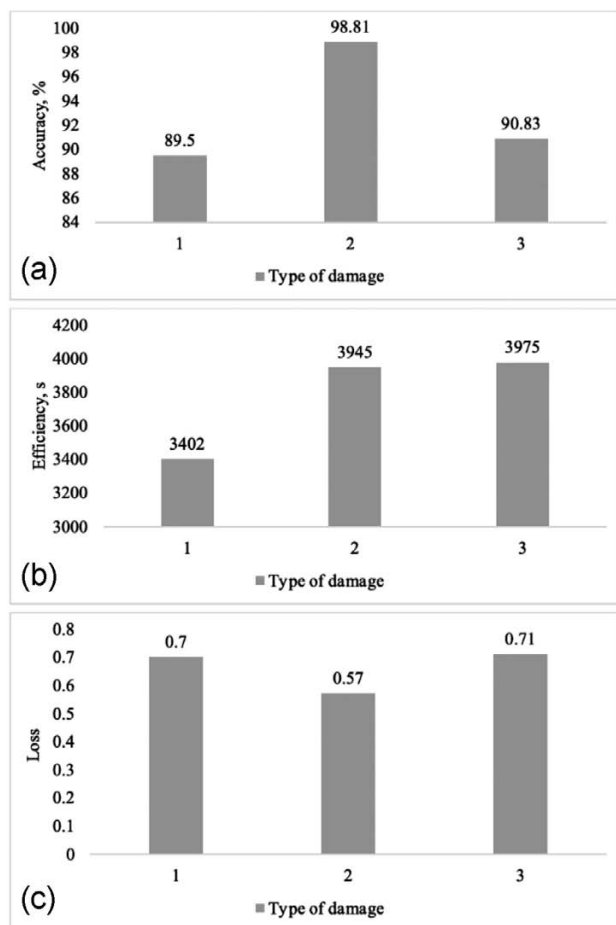 100
98
96
94
92
90
88
86
84
Accuracy, %
89.5
98.81
90.83
1 2 3
Type of damage
(a)
4200
4000
3800
3600
3400
3200
3000
Efficiency, s
3402
3945
3975
1 2 3
Type of damage
(b)
0.8
0.7
0.6
0.5
0.4
0.3
0.2
0.1
0
Loss
0.7
0.57
0.71
1 2 3
Type of damage
(c)